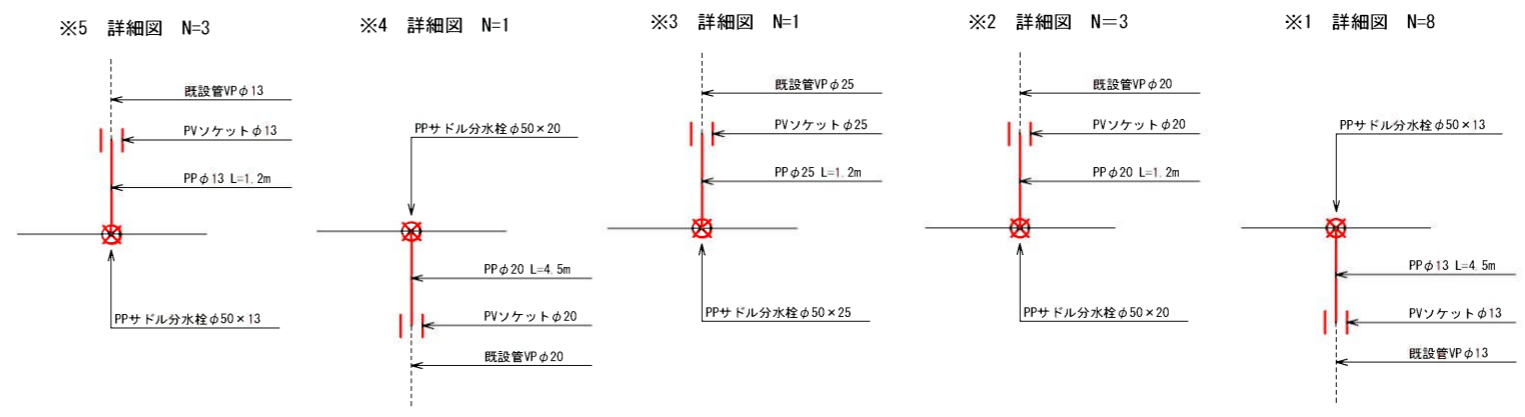 ※5 詳細図 N=3
既設管VPφ13
PVソケットφ13
PPφ13 L=1.2m
PPサドル分水栓φ50×13
※4 詳細図 N=1
PPサドル分水栓φ50×20
PPφ20 L=4.5m
PVソケットφ20
既設管VPφ20
※3 詳細図 N=1
既設管VPφ25
PVソケットφ25
PPφ25 L=1.2m
PPサドル分水栓φ50×25
※2 詳細図 N=3
既設管VPφ20
PVソケットφ20
PPφ20 L=1.2m
PPサドル分水栓φ50×20
※1 詳細図 N=8
PPサドル分水栓φ50×13
PPφ13 L=4.5m
PVソケットφ13
既設管VPφ13